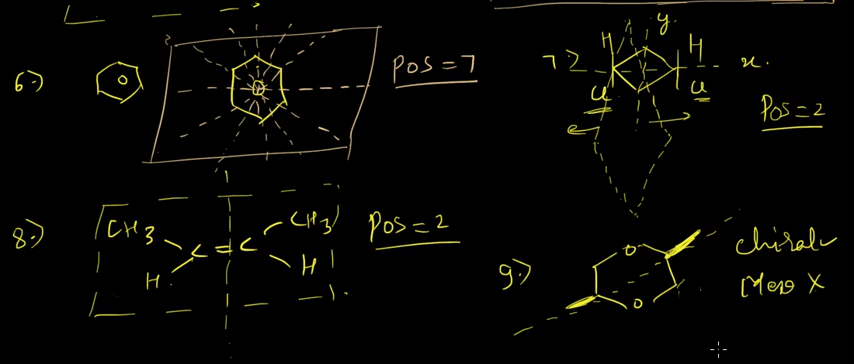 6.)
POS = 7
7)
H
y.
H
x.
Cl
Cl
POS = 2
8.)
CH3
C = C
CH3
H
H
POS = 2
9.)
O
O
Chiral
Meso X